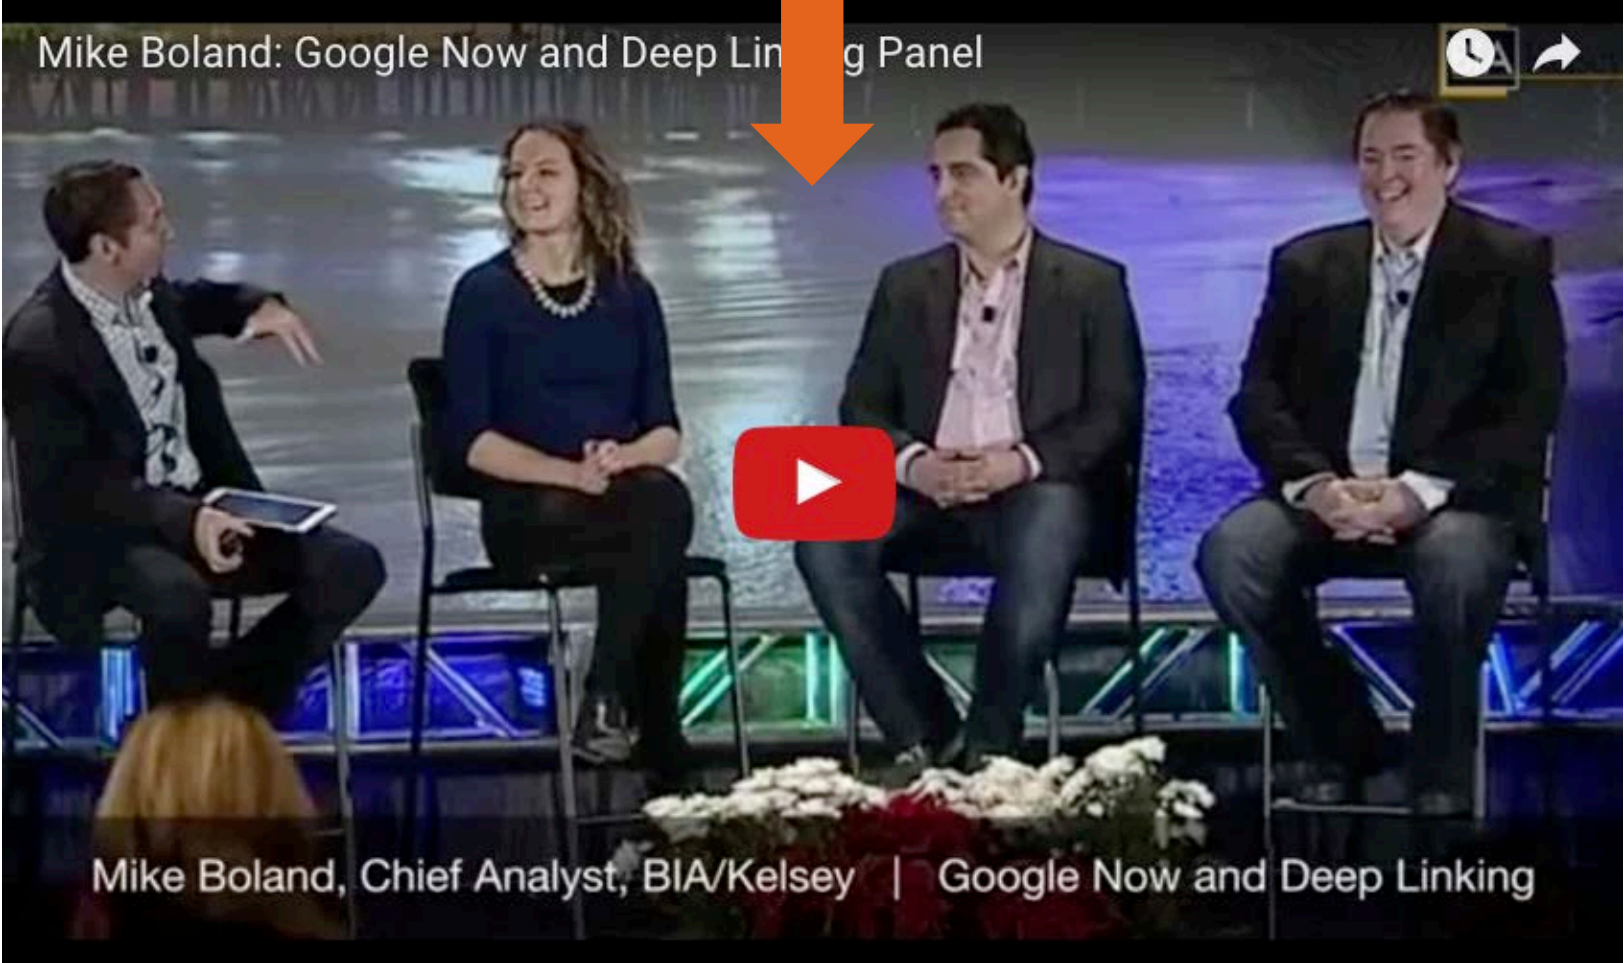 Mike Boland: Google Now and Deep Lin g Panel
Mike Boland, Chief Analyst, BIA/Kelsey | Google Now and Deep Linking